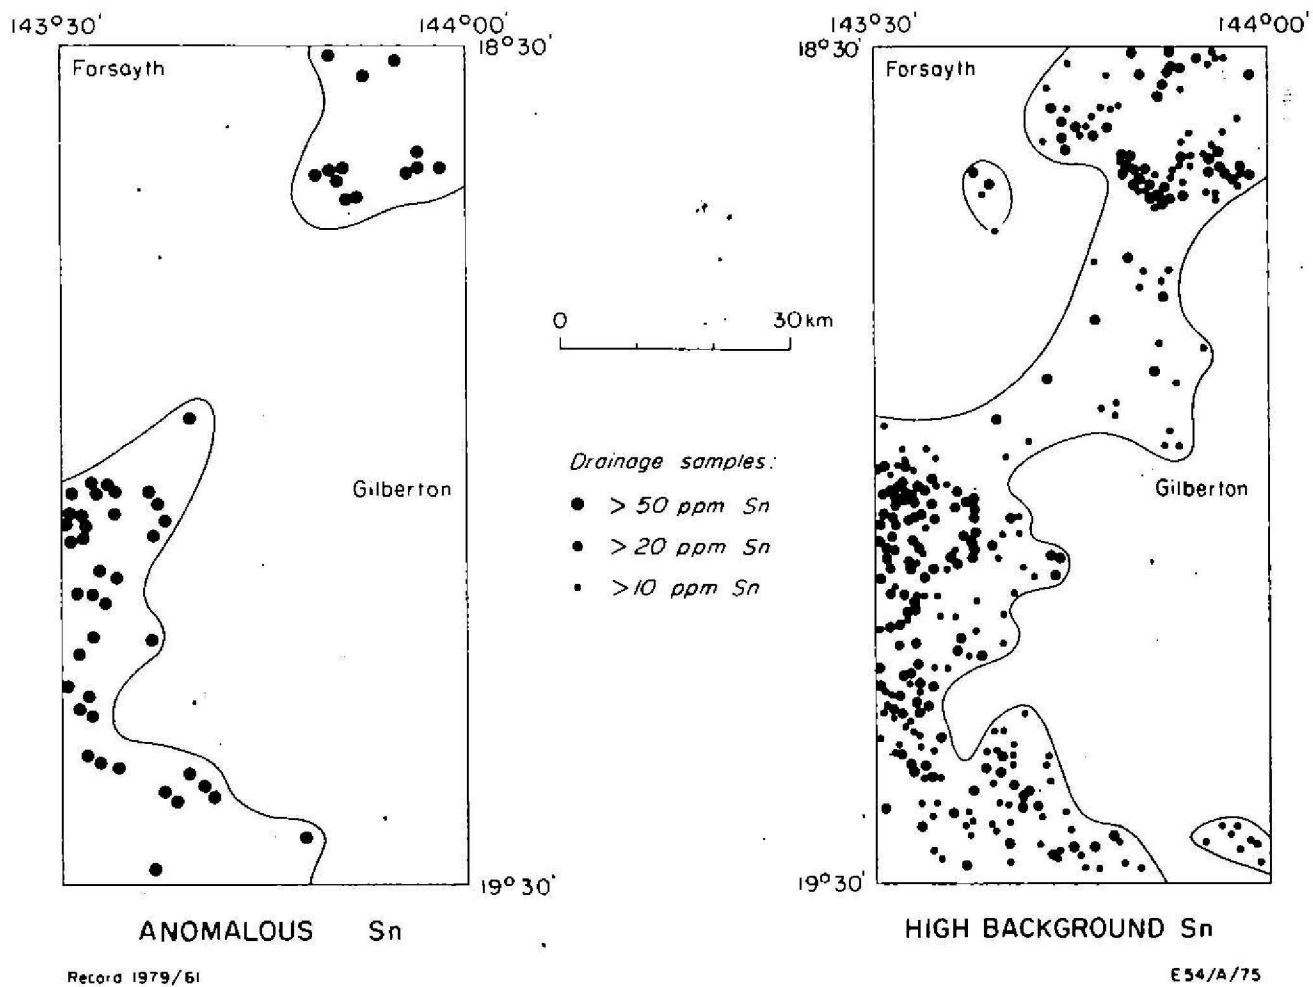 143°30'
144°00'
18°30'
Forsayth
Gilberton
19°30'
ANOMALOUS Sn
Record 1979/61
0 30km
Drainage samples:
> 50 ppm Sn
> 20 ppm Sn
>10 ppm Sn
143°30'
144°00'
18°30'
Forsayth
Gilberton
19°30'
HIGH BACKGROUND Sn
E54/A/75